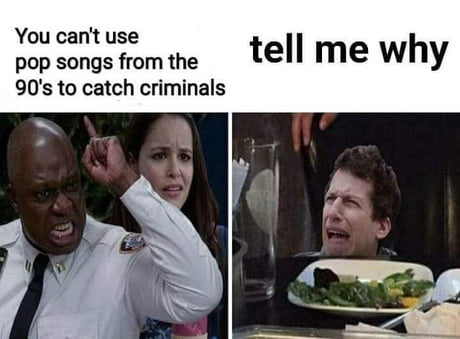 You can't use
pop songs from the
90's to catch criminals
tell me why